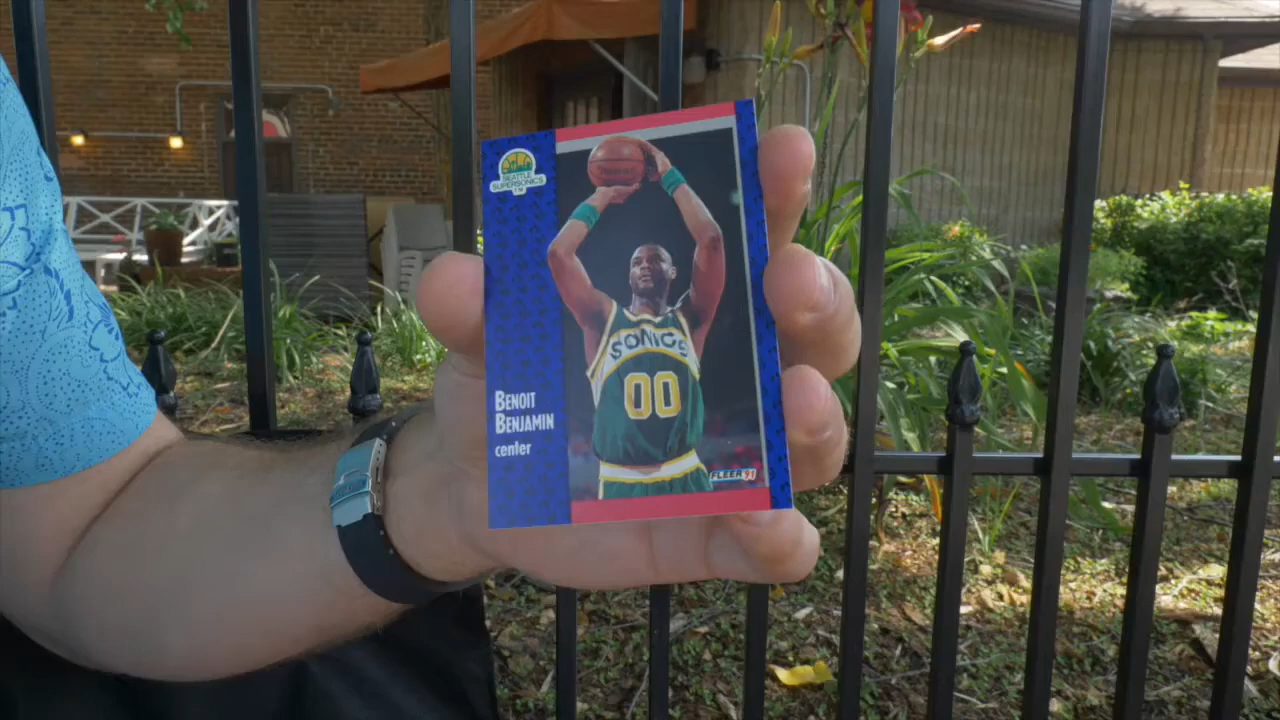 SEATTLE
SUPERSONICS
SONICS
00
BENOIT
BENJAMIN
center
FLEER '91